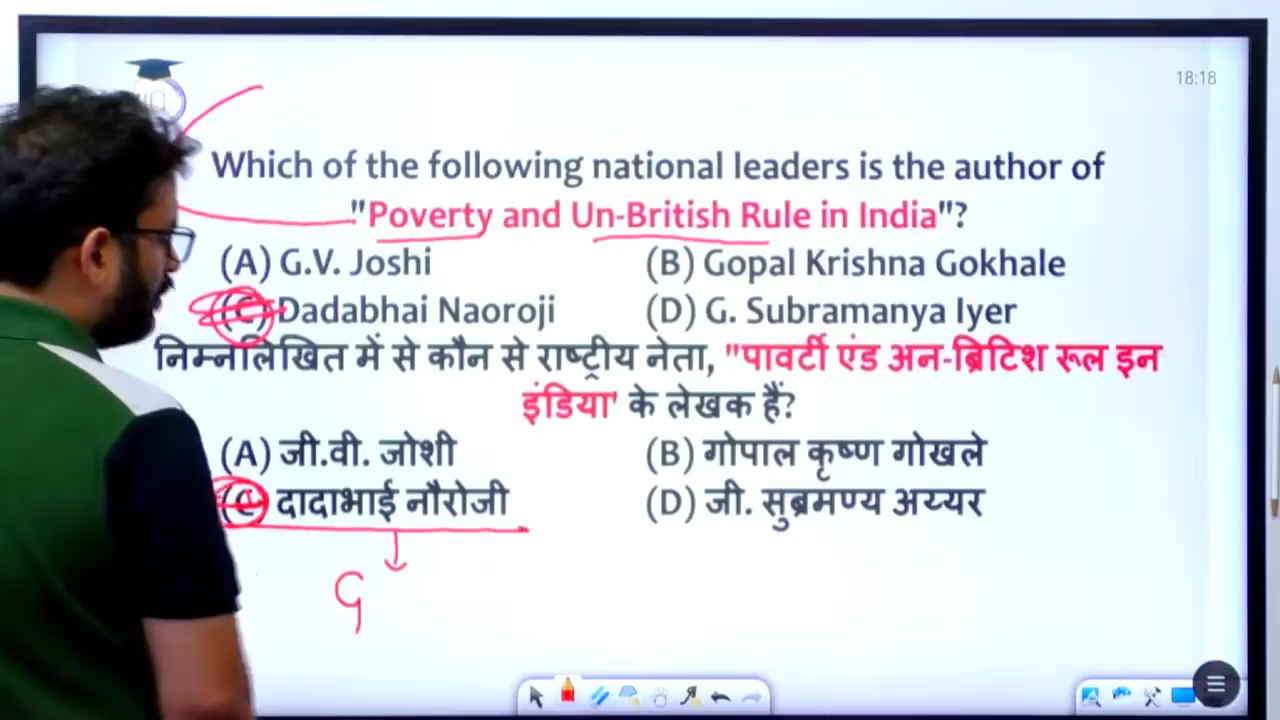 18:18
Which of the following national leaders is the author of
"Poverty and Un-British Rule in India"?
(A) G.V. Joshi (B) Gopal Krishna Gokhale
(C) Dadabhai Naoroji (D) G. Subramanya Iyer
निम्नलिखित में से कौन से राष्ट्रीय नेता, "पावर्टी एंड अन-ब्रिटिश रूल इन
इंडिया' के लेखक हैं?
(A) जी.वी. जोशी (B) गोपाल कृष्ण गोखले
(C) दादाभाई नौरोजी (D) जी. सुब्रमण्य अय्यर